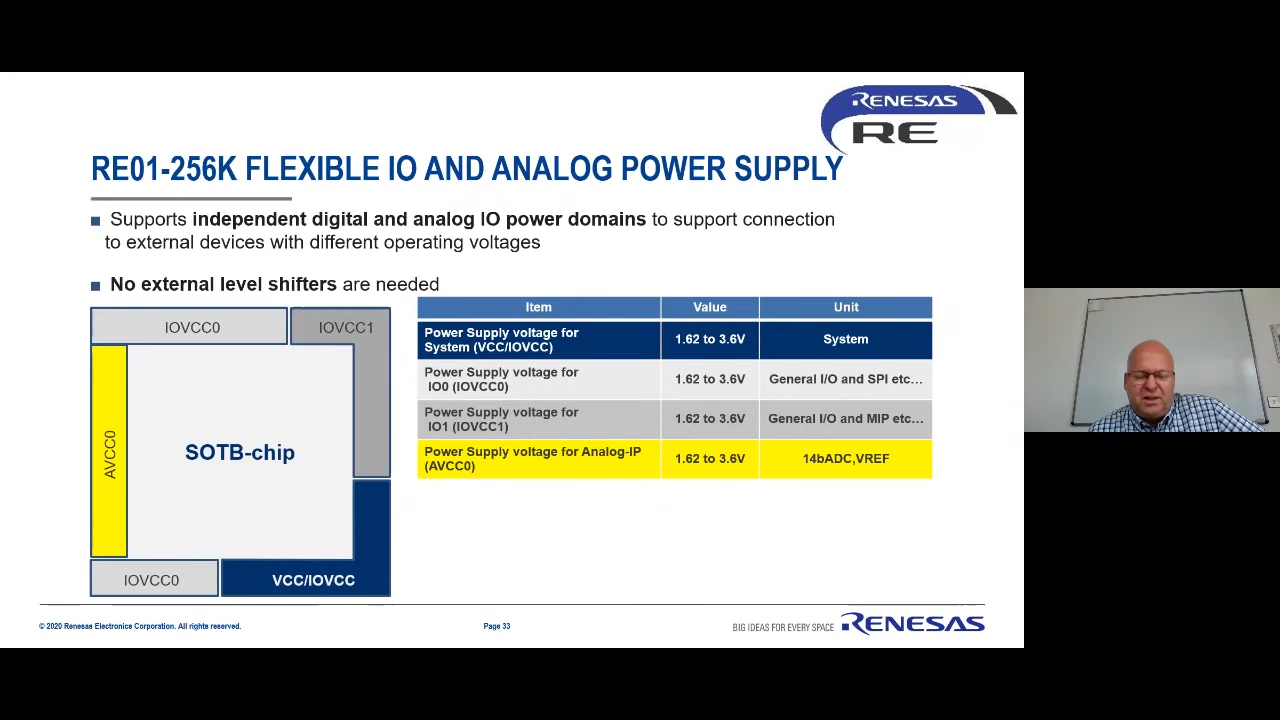 RENESAS
RE
RE01-256K FLEXIBLE IO AND ANALOG POWER SUPPLY
Supports independent digital and analog IO power domains to support connection
to external devices with different operating voltages
No external level shifters are needed
IOVCC0
IOVCC1
AVCC0
SOTB-chip
IOVCC0
VCC/IOVCC
Item Value Unit
Power Supply voltage for
System (VCC/IOVCC) 1.62 to 3.6V System
Power Supply voltage for
IO0 (IOVCC0) 1.62 to 3.6V General I/O and SPI etc…
Power Supply voltage for
IO1 (IOVCC1) 1.62 to 3.6V General I/O and MIP etc…
Power Supply voltage for Analog-IP
(AVCC0) 1.62 to 3.6V 14bADC,VREF
© 2020 Renesas Electronics Corporation. All rights reserved.
Page 33
BIG IDEAS FOR EVERY SPACE RENESAS